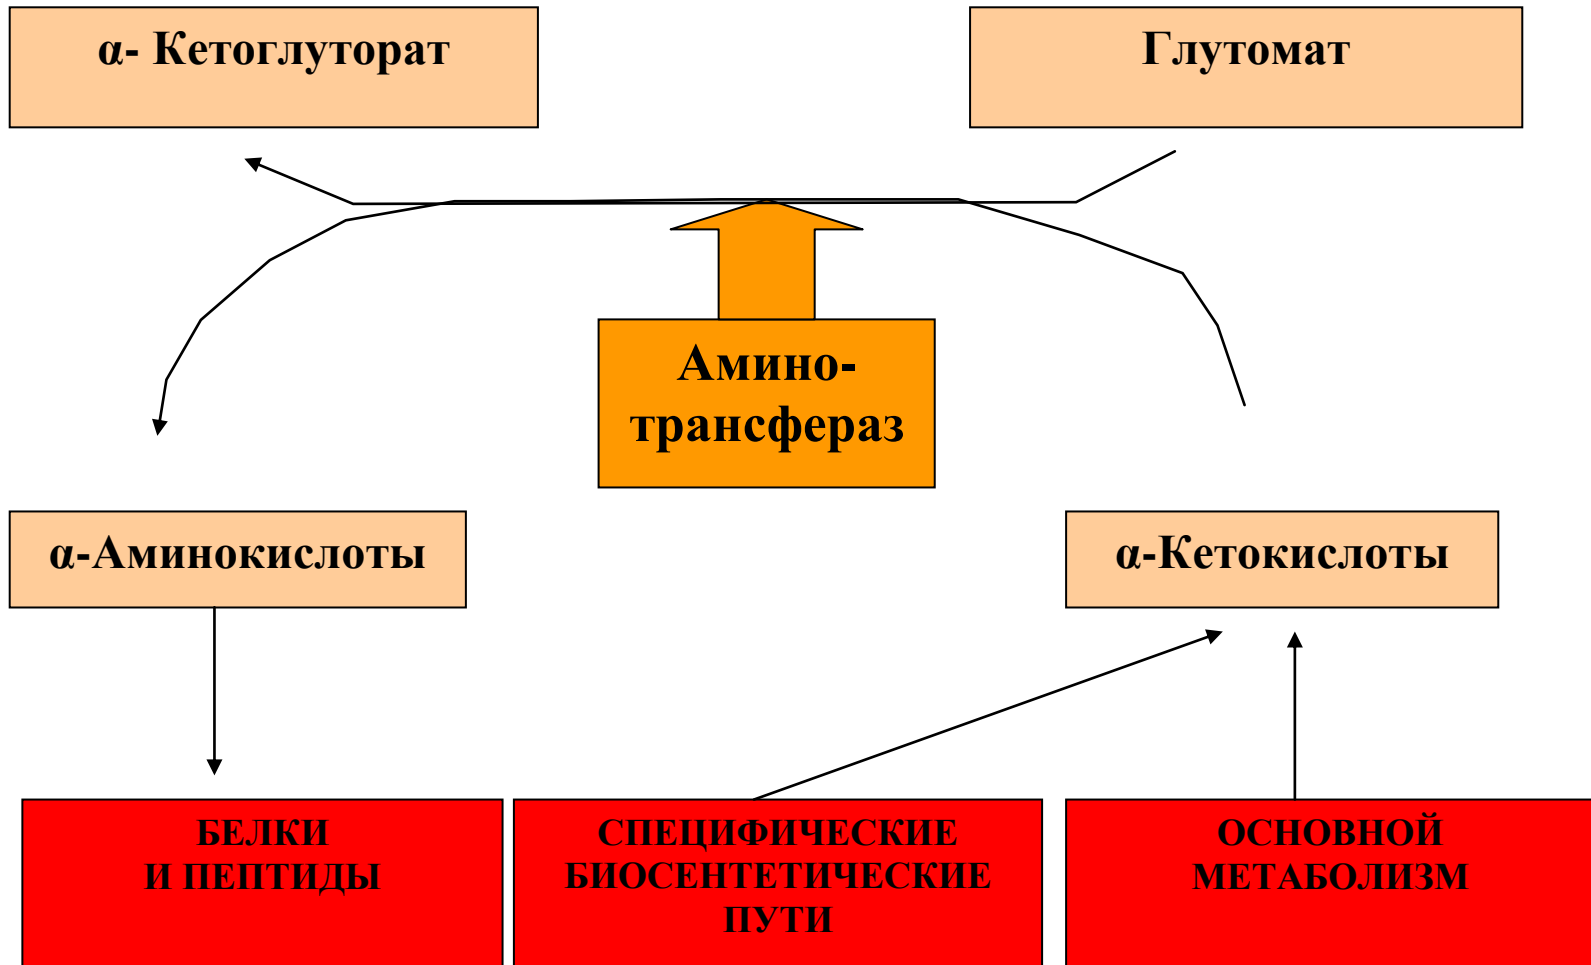 α- Кетоглуторат
Глутомат
Амино-
трансфераз
α-Аминокислоты
α-Кетокислоты
БЕЛКИ
И ПЕПТИДЫ
СПЕЦИФИЧЕСКИЕ
БИОСЕНТЕТИЧЕСКИЕ
ПУТИ
ОСНОВНОЙ
МЕТАБОЛИЗМ